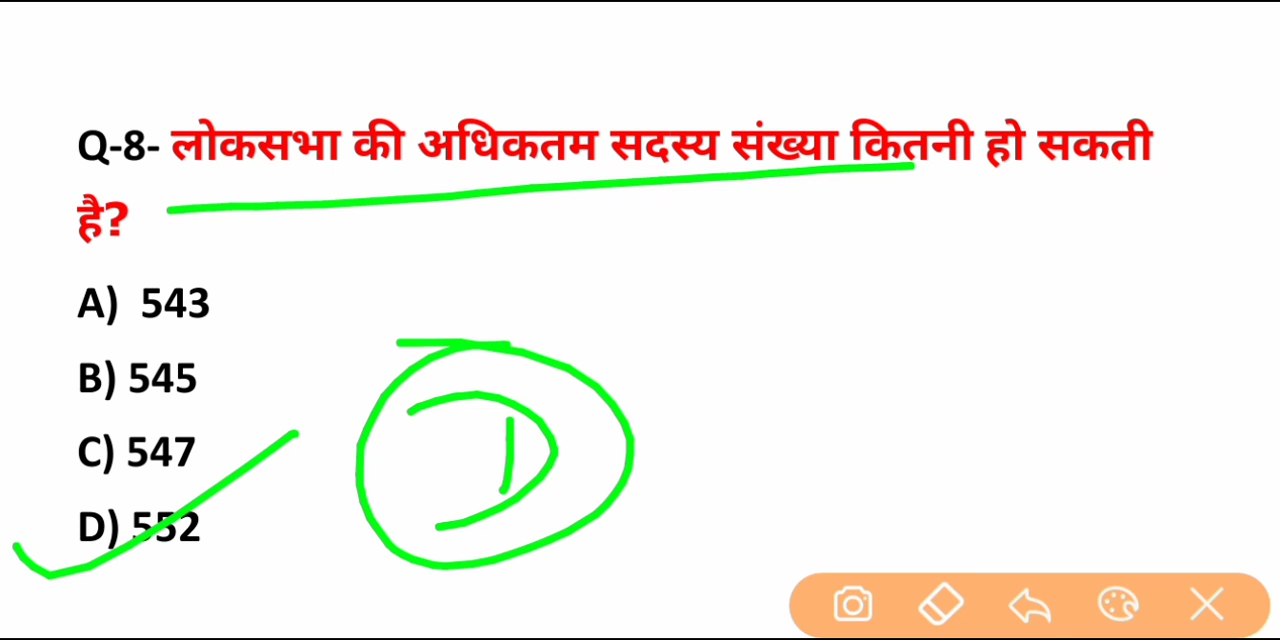 Q-8- लोकसभा की अधिकतम सदस्य संख्या कितनी हो सकती
है?
A) 543
B) 545
C) 547
D) 552
D